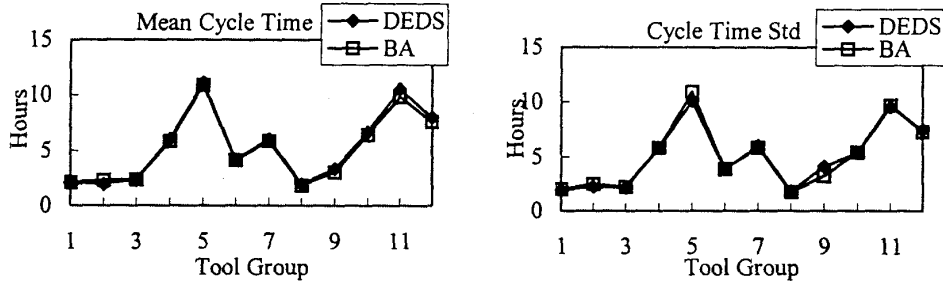 Mean Cycle Time
DEDS
BA
15
10
5
0
Hours
1 3 5 7 9 11
Tool Group
Cycle Time Std
DEDS
BA
15
10
5
0
Hours
1 3 5 7 9 11
Tool Group